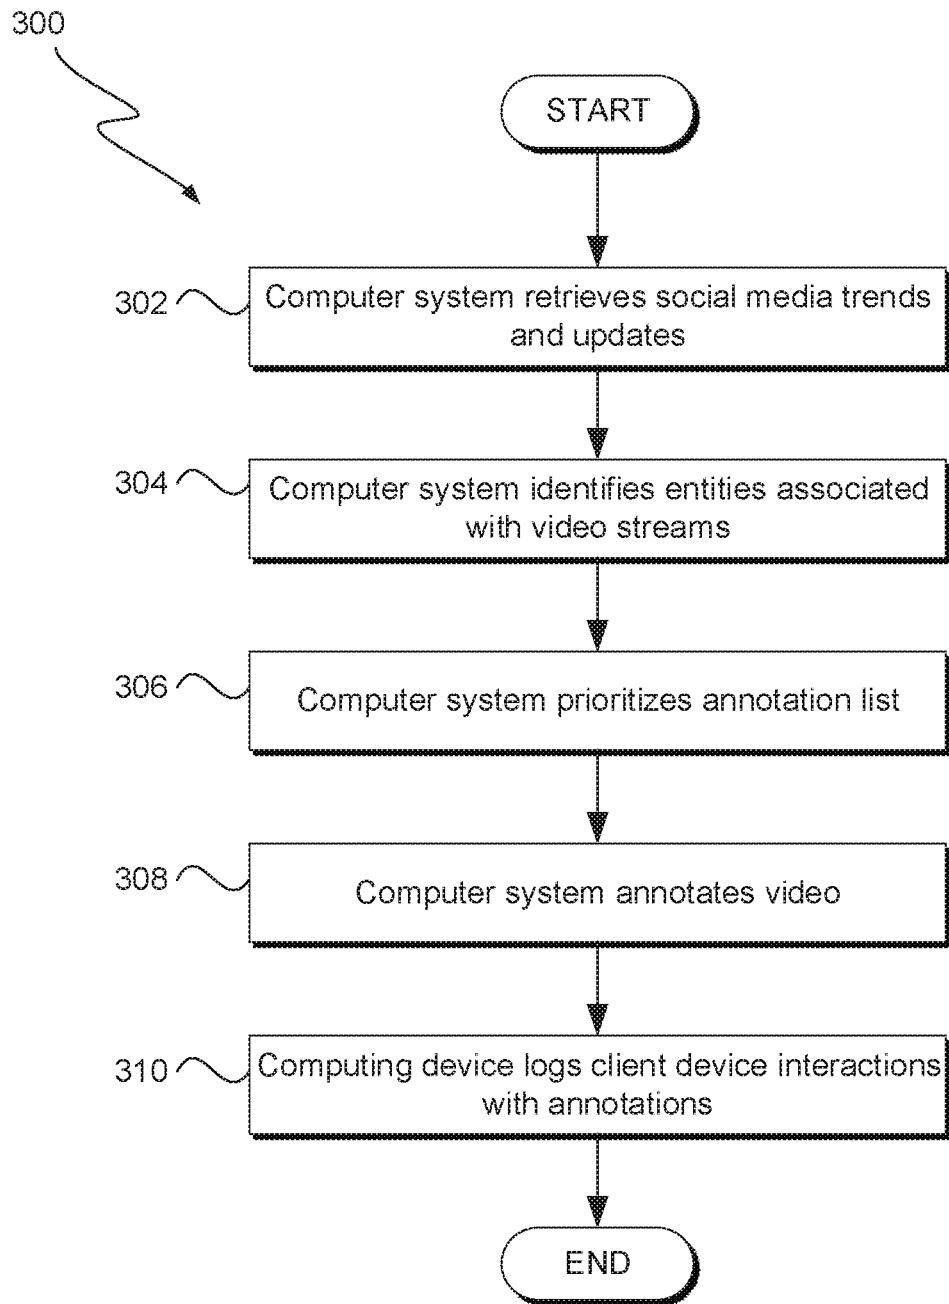 300
START
302
Computer system retrieves social media trends
and updates
304
Computer system identifies entities associated
with video streams
306
Computer system prioritizes annotation list
308
Computer system annotates video
310
Computing device logs client device interactions
with annotations
END